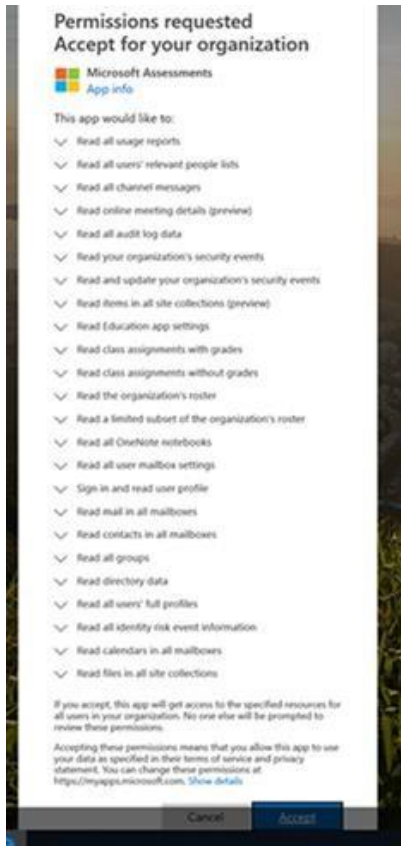 Permissions requested
Accept for your organization
Microsoft Assessments
App info
This app would like to:
Read all usage reports
Read all users' relevant people lists
Read all channel messages
Read online meeting details (preview)
Read all audit log data
Read your organization's security events
Read and update your organization's security events
Read items in all site collections (preview)
Read Education app settings
Read class assignments with grades
Read class assignments without grades
Read the organization's roster
Read a limited subset of the organization's roster
Read all OneNote notebooks
Read all user mailbox settings
Sign in and read user profile
Read mail in all mailboxes
Read contacts in all mailboxes
Read all groups
Read directory data
Read all users' full profiles
Read all identity risk event information
Read calendars in all mailboxes
Read files in all site collections
If you accept, this app will get access to the specified resources for
all users in your organization. No one else will be prompted to
review these permissions.
Accepting these permissions means that you allow this app to use
your data as specified in their terms of service and privacy
statement. You can change these permissions at
https://myapps.microsoft.com. Show details
Cancel
Accept